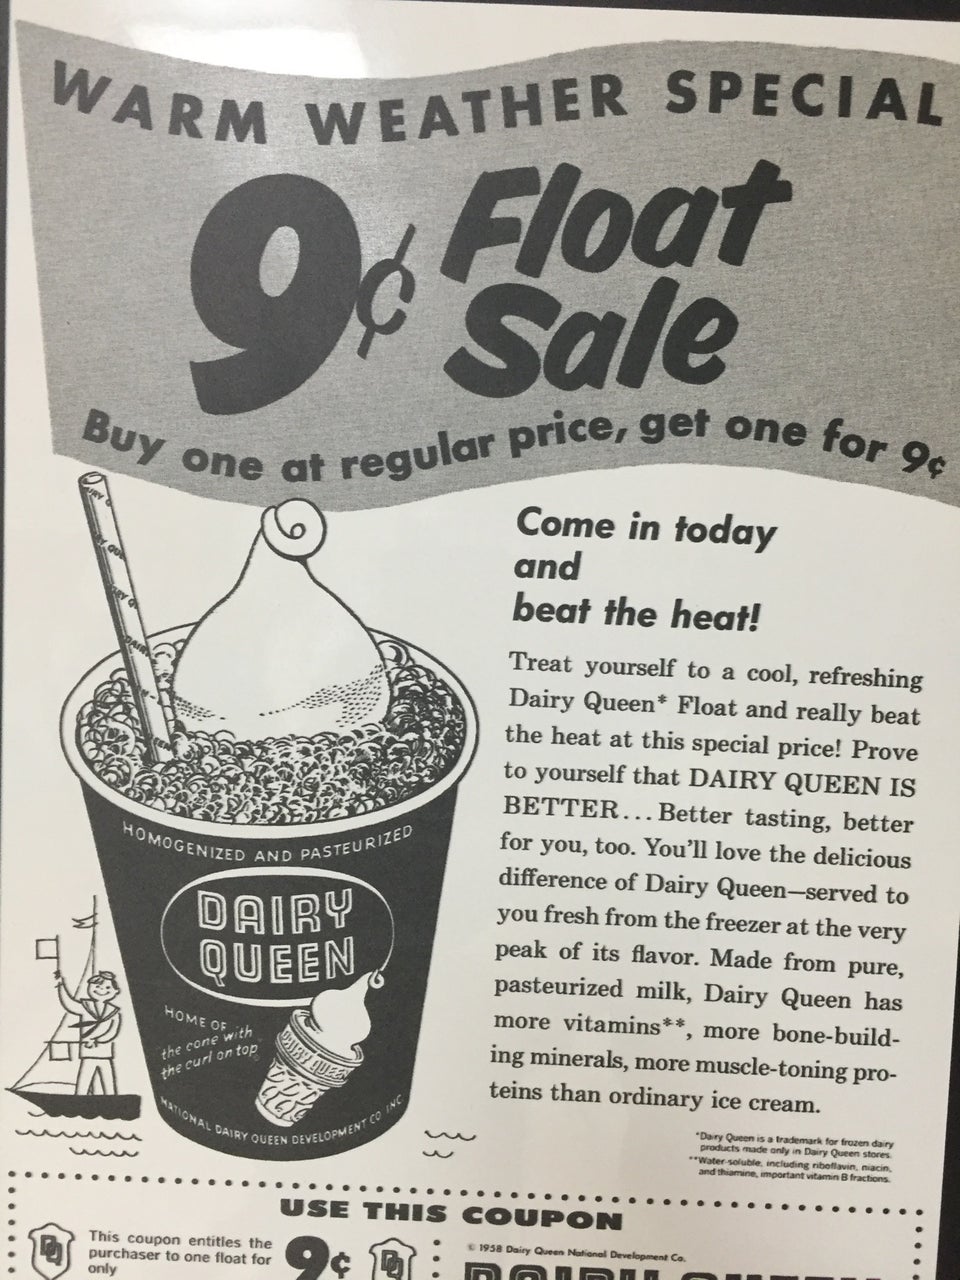 WARM WEATHER SPECIAL
9¢ Float
Sale
Buy one at regular price, get one for 9¢
Come in today
and
beat the heat!
Treat yourself to a cool, refreshing
Dairy Queen* Float and really beat
the heat at this special price! Prove
to yourself that DAIRY QUEEN IS
BETTER... Better tasting, better
for you, too. You'll love the delicious
difference of Dairy Queen—served to
you fresh from the freezer at the very
peak of its flavor. Made from pure,
pasteurized milk, Dairy Queen has
more vitamins**, more bone-build-
ing minerals, more muscle-toning pro-
teins than ordinary ice cream.
*Dairy Queen is a trademark for frozen dairy
products made only in Dairy Queen stores.
**Water-soluble, including riboflavin, niacin,
and thiamine, important vitamin B fractions.
HOMOGENIZED AND PASTEURIZED
DAIRY
QUEEN
HOME OF
the cone with
the curl on top
DAIRY QUEEN
NATIONAL DAIRY QUEEN DEVELOPMENT CO INC
USE THIS COUPON
DQ
This coupon entitles the
purchaser to one float for
only
9¢
DQ
© 1958 Dairy Queen National Development Co.
DAIRY QUEEN